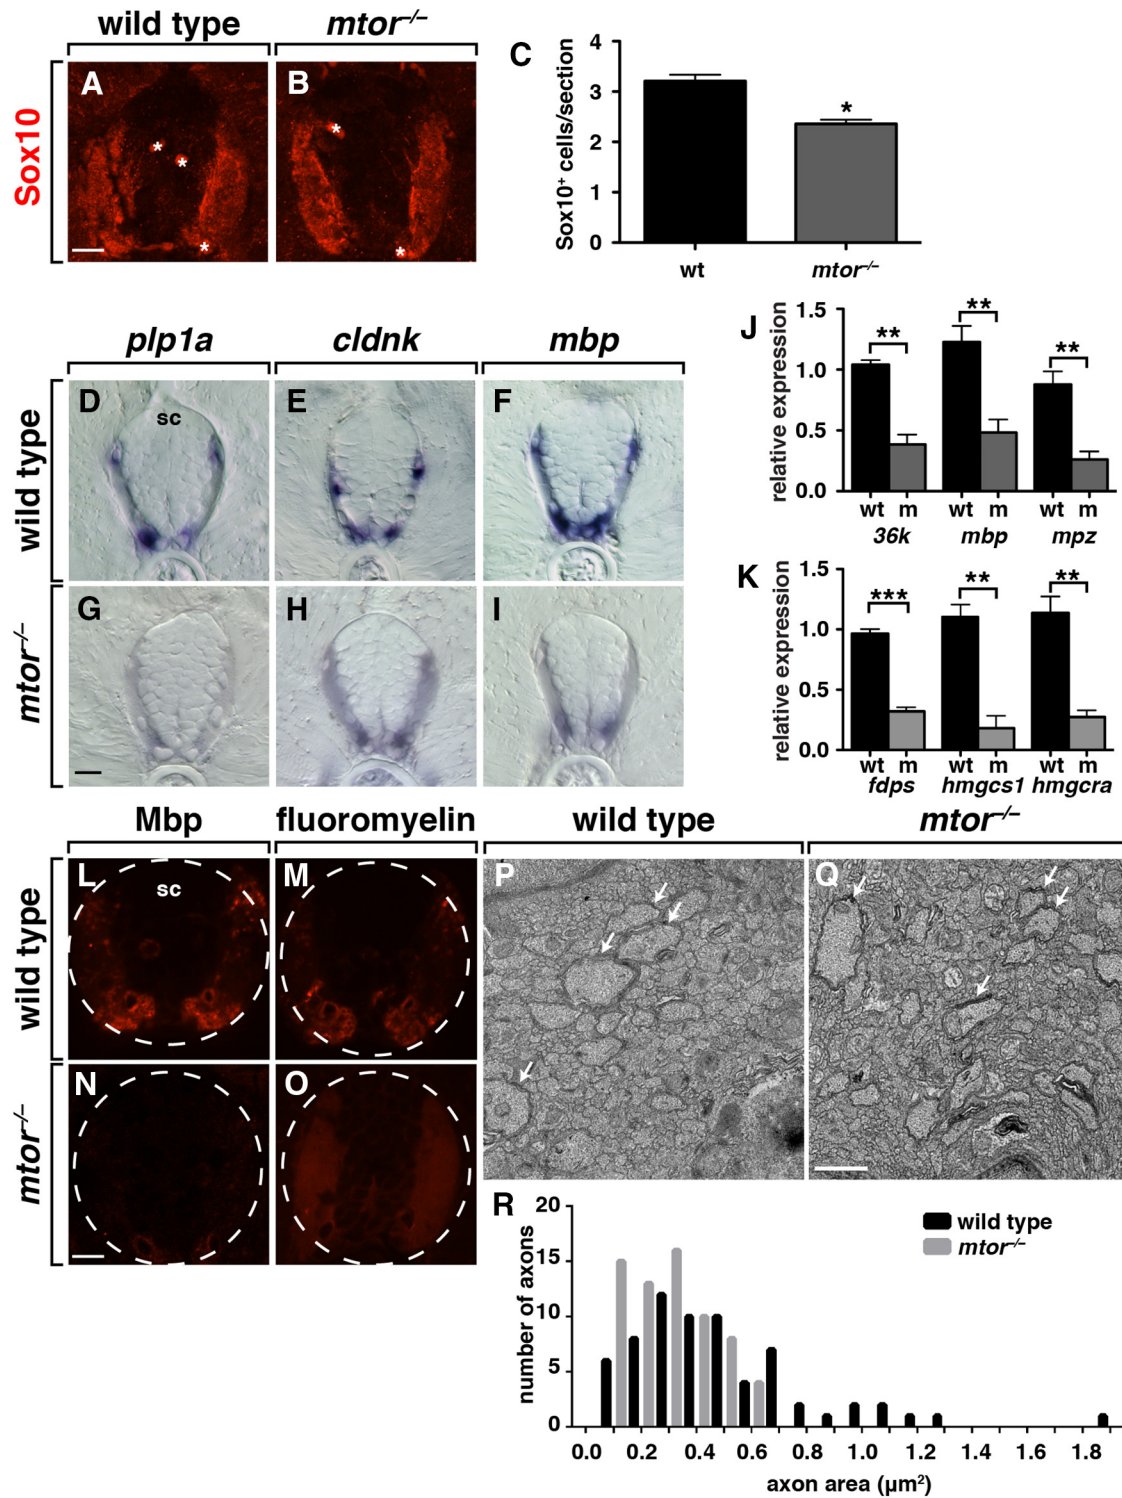 wild type mtor–/–
Sox10
A
B
C
Sox10+ cells/section
4
3
2
1
0
*
wt mtor–/–
plp1a cldnk mbp
wild type
mtor–/–
D
sc
E
F
G
H
I
J
relative expression
1.5
1.0
0.5
0.0
** ** **
wt m wt m wt m
36k mbp mpz
K
relative expression
1.5
1.0
0.5
0.0
*** ** **
wt m wt m wt m
fdps hmgcs1 hmgcra
Mbp fluoromyelin wild type mtor–/–
wild type
mtor–/–
L
sc
M
N
O
P
Q
R
number of axons
20
15
10
5
0
wild type
mtor–/–
0.0 0.2 0.4 0.6 0.8 1.0 1.2 1.4 1.6 1.8
axon area (µm2)